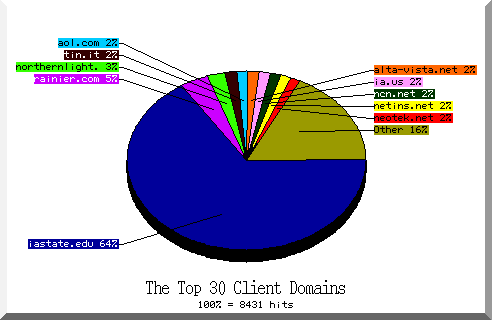 aol.com 2%
tin.it 2%
northernlight. 3%
rainier.com 5%
alta-vista.net 2%
ia.us 2%
ncn.net 2%
netins.net 2%
neotek.net 2%
Other 16%
iastate.edu 64%
The Top 30 Client Domains
100% = 8431 hits